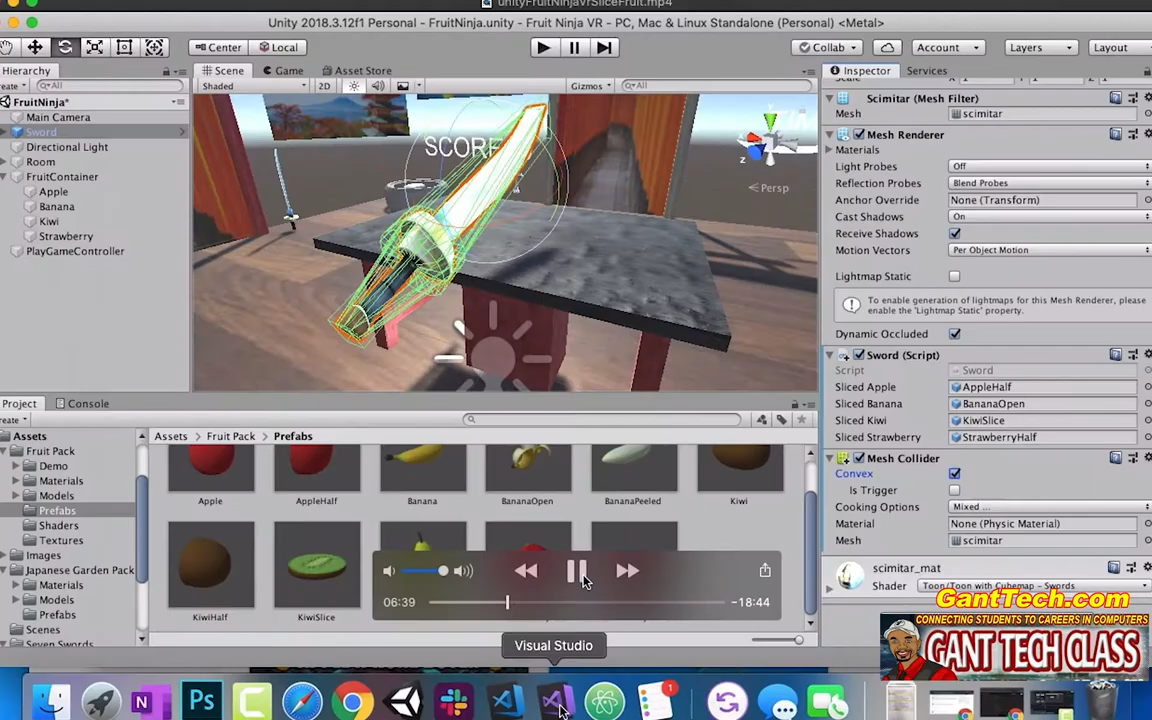 unityFruitNinjaVrSliceFruit.mp4
Unity 2018.3.12f1 Personal - FruitNinja.unity - Fruit Ninja VR - PC, Mac & Linux Standalone (Personal) <Metal>
Center
Local
Collab
Account
Layers
Layout
Hierarchy
Scene
Game
Asset Store
Inspector
Services
All
Shaded
2D
Gizmos
All
FruitNinja*
Main Camera
Sword
Directional Light
Room
FruitContainer
Apple
Banana
Kiwi
Strawberry
PlayGameController
SCORE
z
Persp
Scimitar (Mesh Filter)
Mesh
scimitar
Mesh Renderer
Materials
Light Probes
Off
Reflection Probes
Blend Probes
Anchor Override
None (Transform)
Cast Shadows
On
Receive Shadows
Motion Vectors
Per Object Motion
Lightmap Static
To enable generation of lightmaps for this Mesh Renderer, please
enable the 'Lightmap Static' property.
Dynamic Occluded
Sword (Script)
Script
Sword
Sliced Apple
AppleHalf
Sliced Banana
BananaOpen
Sliced Kiwi
KiwiSlice
Sliced Strawberry
StrawberryHalf
Mesh Collider
Convex
Is Trigger
Cooking Options
Mixed ...
Material
None (Physic Material)
Mesh
scimitar
scimitar_mat
Shader
Toon/Toon with Cubemap - Swords
Project
Console
Assets
Fruit Pack
Demo
Materials
Models
Prefabs
Shaders
Textures
Images
Japanese Garden Pack
Materials
Models
Prefabs
Scenes
Seven Swords
Assets
Fruit Pack
Prefabs
Apple
AppleHalf
Banana
BananaOpen
BananaPeeled
Kiwi
KiwiHalf
KiwiSlice
06:39
-18:44
Visual Studio
GantTech.com
CONNECTING STUDENTS TO CAREERS IN COMPUTERS
GANT TECH CLASS
N
Ps
1